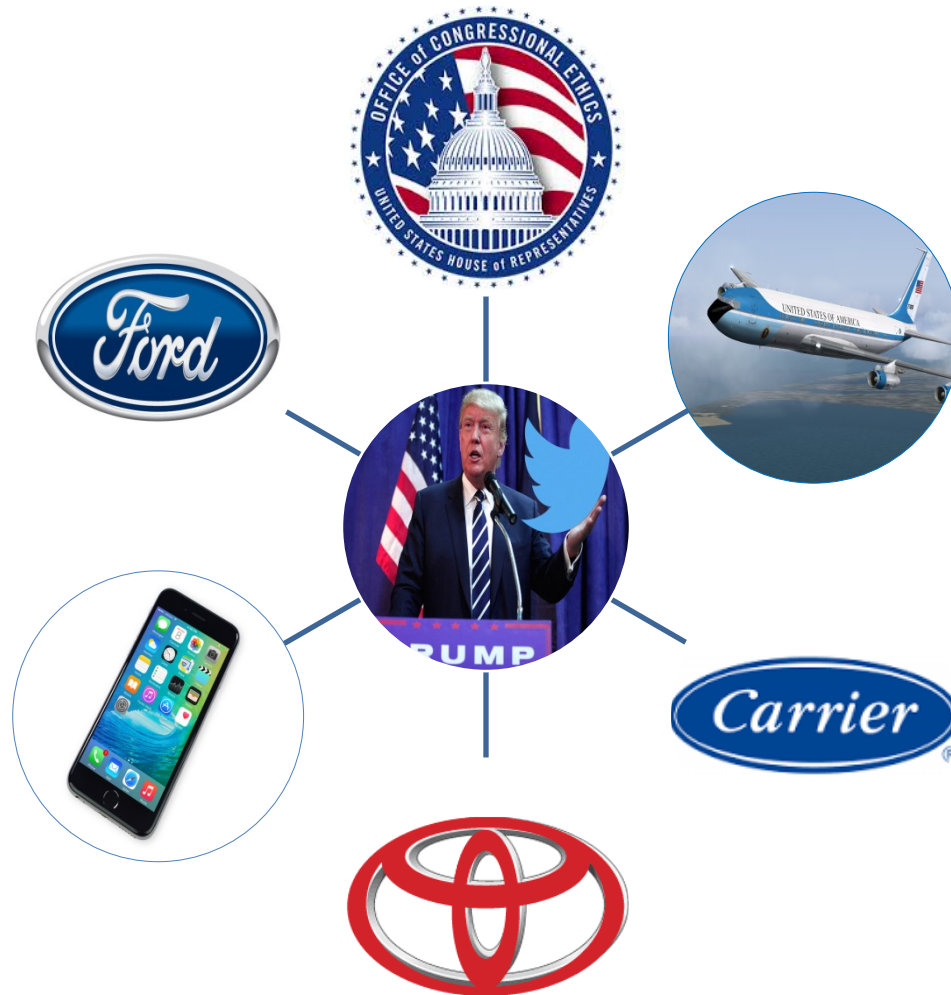 OFFICE of CONGRESSIONAL ETHICS
UNITED STATES HOUSE of REPRESENTATIVES
Ford
UNITED STATES OF AMERICA
RUMP
Carrier
®